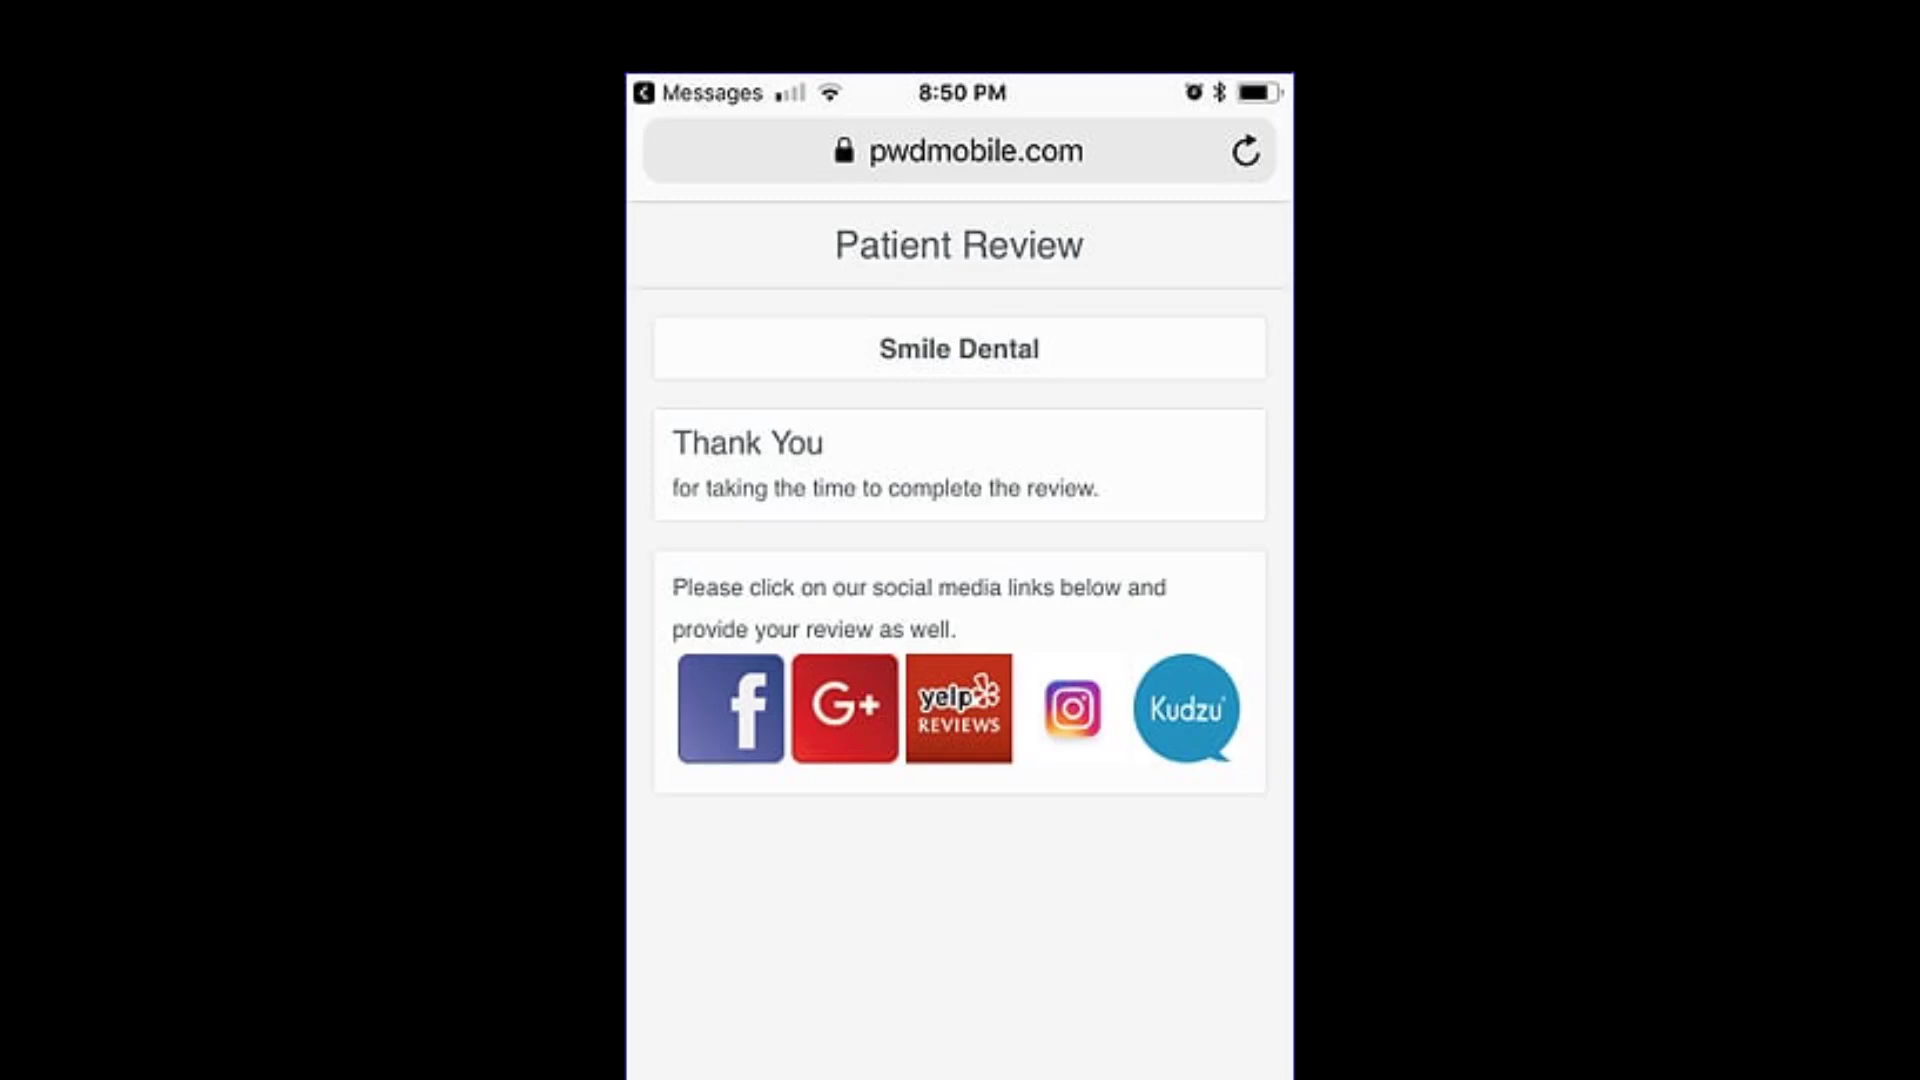 Messages 8:50 PM
pwdmobile.com
Patient Review
Smile Dental
Thank You
for taking the time to complete the review.
Please click on our social media links below and
provide your review as well.
f G+ yelp REVIEWS Kudzu